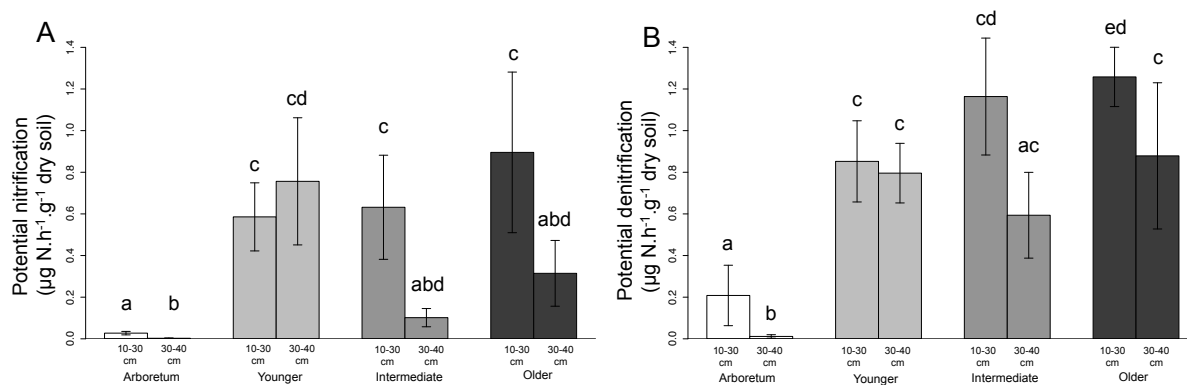 A
Potential nitrification
(µg N.h⁻¹.g⁻¹ dry soil)
1.4
1.2
1.0
0.8
0.6
0.4
0.2
0.0
a
b
c
cd
c
abd
c
abd
10-30 cm
30-40 cm
10-30 cm
30-40 cm
10-30 cm
30-40 cm
10-30 cm
30-40 cm
Arboretum
Younger
Intermediate
Older
B
Potential denitrification
(µg N.h⁻¹.g⁻¹ dry soil)
1.4
1.2
1.0
0.8
0.6
0.4
0.2
0.0
a
b
c
c
cd
ac
ed
c
10-30 cm
30-40 cm
10-30 cm
30-40 cm
10-30 cm
30-40 cm
10-30 cm
30-40 cm
Arboretum
Younger
Intermediate
Older